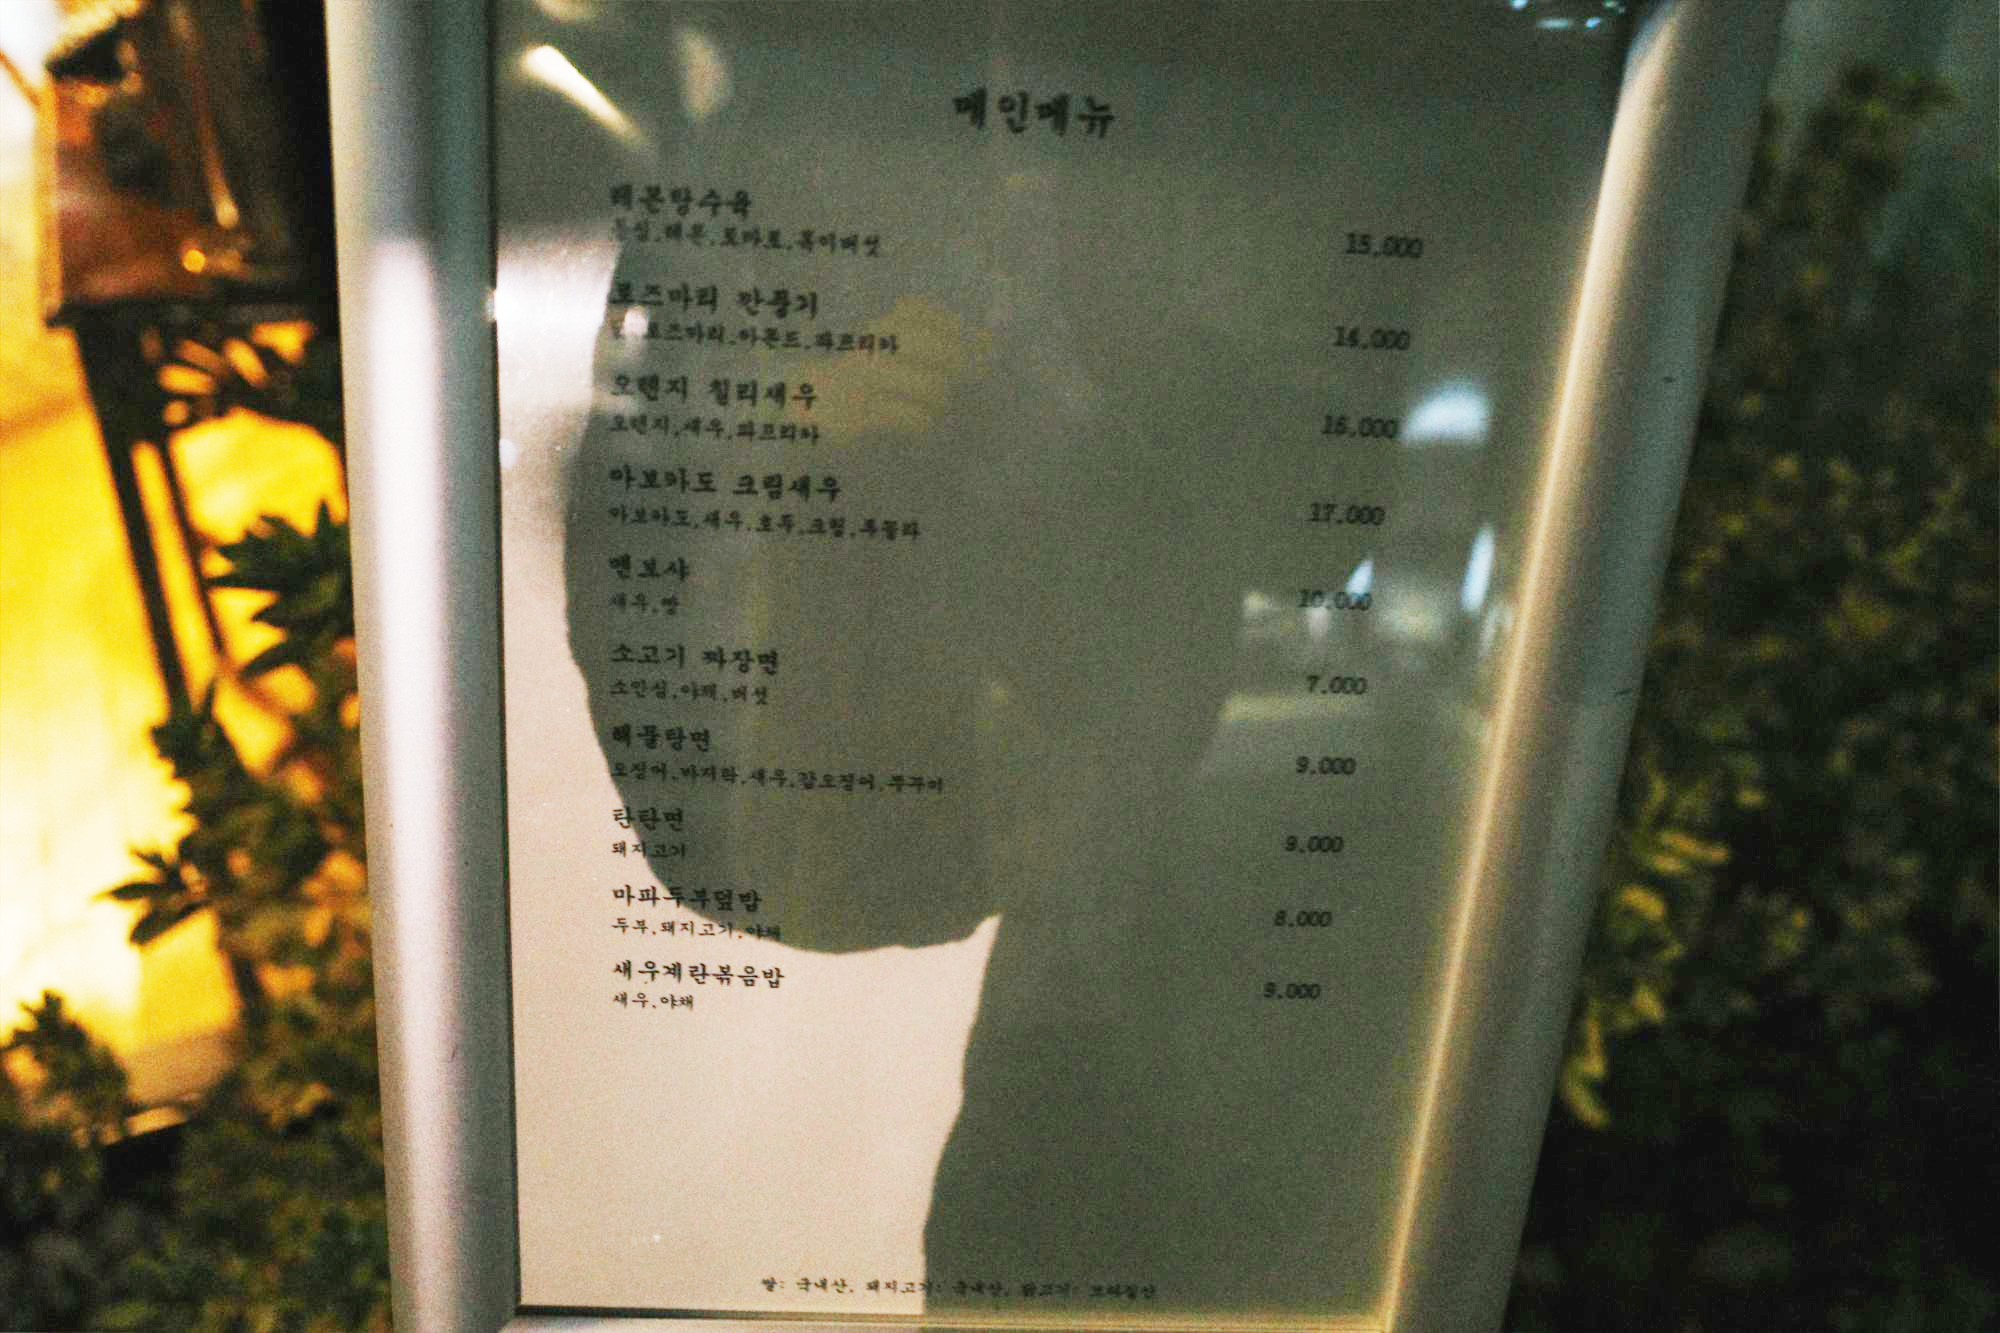 메인메뉴
레몬탕수육
등심,레몬,토마토,목이버섯
15.000
로즈마리 깐풍기
로즈마리,아몬드,파프리카
14.000
오렌지 칠리새우
오렌지,새우,파프리카
16.000
아보카도 크림새우
아보카도,새우,호두,크림,루꼴라
17.000
멘보샤
새우,빵
10.000
소고기 짜장면
소안심,야채,버섯
7.000
해물탕면
오징어,바지락,새우,갑오징어,쭈꾸미
9.000
탄탄면
돼지고기
9.000
마파두부덮밥
두부,돼지고기,야채
8.000
새우계란볶음밥
새우,야채
9.000
쌀: 국내산, 돼지고기: 국내산, 닭고기: 브라질산